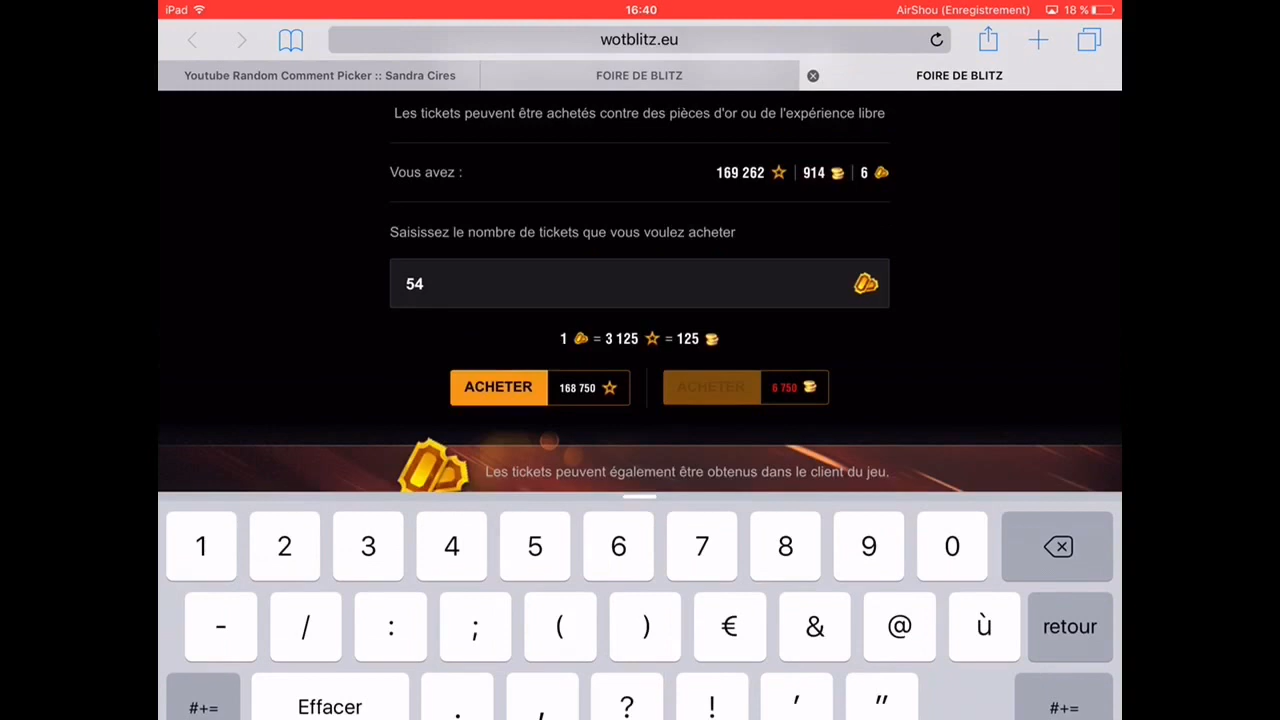 iPad 16:40 AirShou (Enregistrement) 18 %
wotblitz.eu
Youtube Random Comment Picker :: Sandra Cires FOIRE DE BLITZ FOIRE DE BLITZ
Les tickets peuvent être achetés contre des pièces d'or ou de l'expérience libre
Vous avez : 169 262 | 914 | 6
Saisissez le nombre de tickets que vous voulez acheter
54
1 = 3 125 = 125
ACHETER 168 750 ACHETER 6 750
Les tickets peuvent également être obtenus dans le client du jeu.
1 2 3 4 5 6 7 8 9 0
- / : ; ( ) € & @ ù retour
#+= Effacer . , ? ! ' " #+=